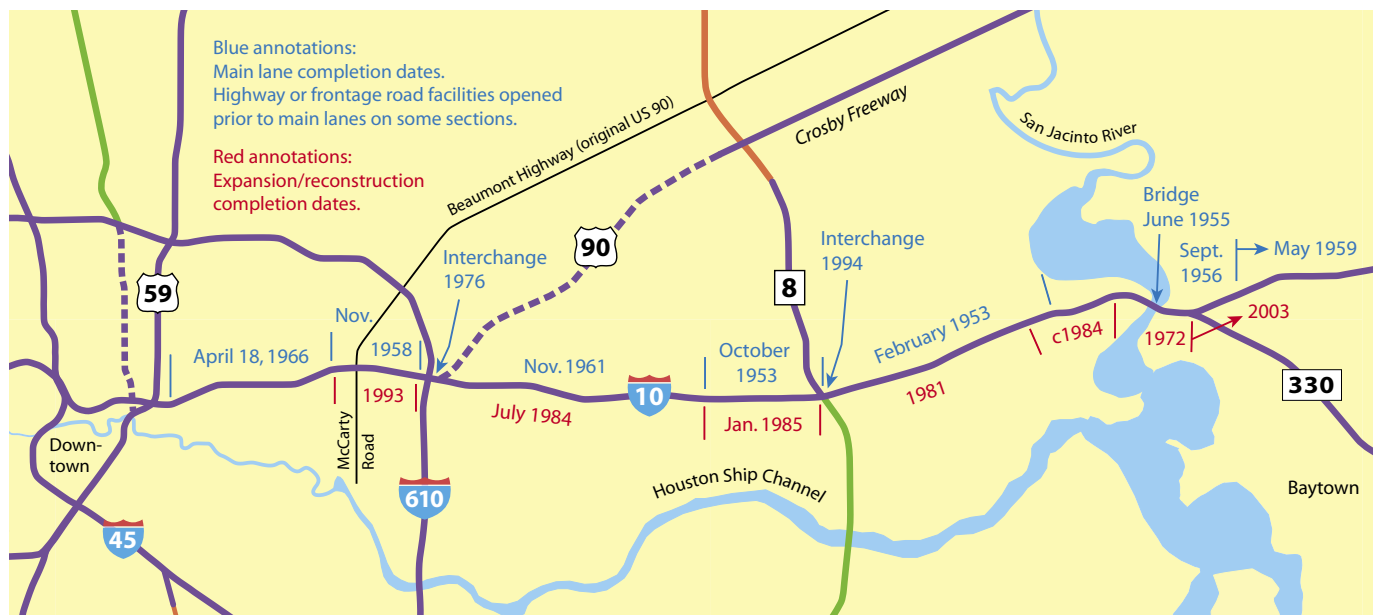 Blue annotations:
Main lane completion dates.
Highway or frontage road facilities opened
prior to main lanes on some sections.
Red annotations:
Expansion/reconstruction
completion dates.
Beaumont Highway (original US 90)
Crosby Freeway
San Jacinto River
Bridge
June 1955
Sept.
1956
May 1959
Interchange
1976
90
8
Interchange
1994
59
Nov.
1958
April 18, 1966
Nov. 1961
October
1953
February 1953
c1984
1972
2003
1993
July 1984
10
Jan. 1985
1981
330
McCarty
Road
Down-
town
610
Houston Ship Channel
Baytown
45